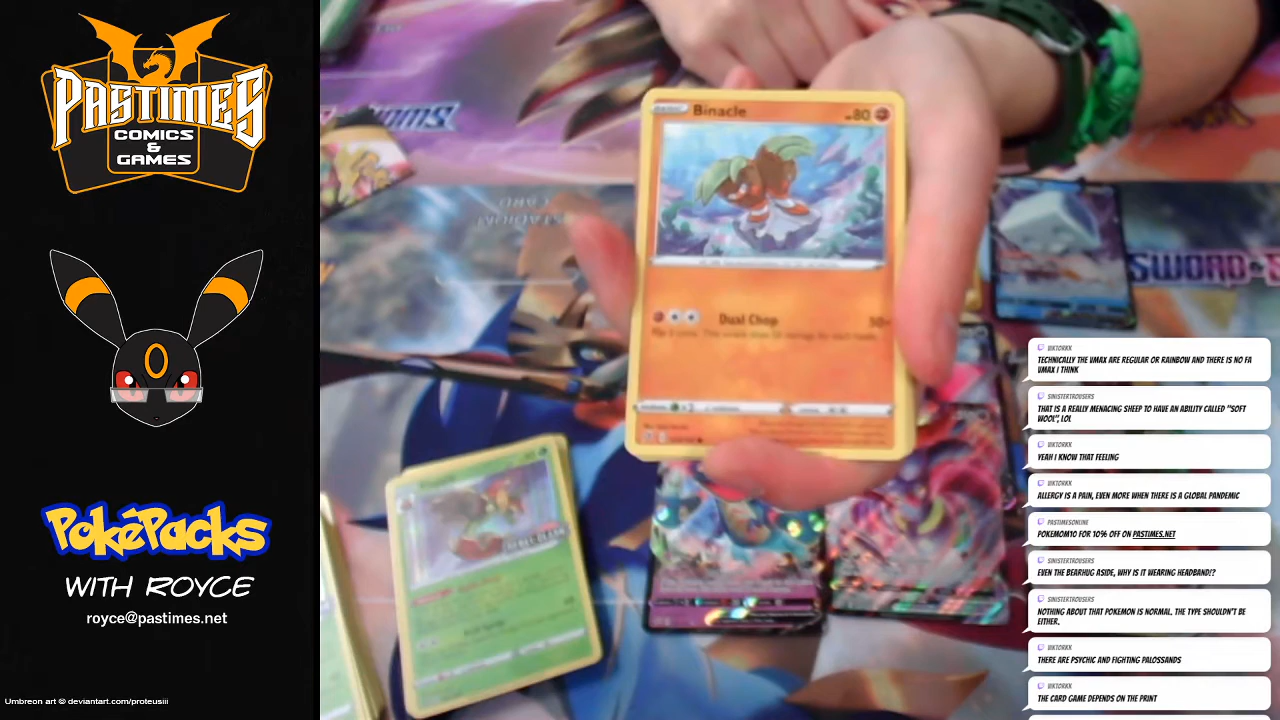 PASTIMES
COMICS
&
GAMES
PokéPacks
WITH ROYCE
royce@pastimes.net
Umbreon art © deviantart.com/proteusiii
Binacle
80
Dual Chop
30×
STADIUM
CARD
SWORD
VIKTORKK
TECHNICALLY THE VMAX ARE REGULAR OR RAINBOW AND THERE IS NO FA
VMAX I THINK
SINISTERTROUSERS
THAT IS A REALLY MENACING SHEEP TO HAVE AN ABILITY CALLED "SOFT
WOOL", LOL
VIKTORKK
YEAH I KNOW THAT FEELING
VIKTORKK
ALLERGY IS A PAIN, EVEN MORE WHEN THERE IS A GLOBAL PANDEMIC
PASTIMESONLINE
POKEMOM10 FOR 10% OFF ON PASTIMES.NET
SINISTERTROUSERS
EVEN THE BEARHUG ASIDE, WHY IS IT WEARING HEADBAND!?
SINISTERTROUSERS
NOTHING ABOUT THAT POKEMON IS NORMAL. THE TYPE SHOULDN'T BE
EITHER.
VIKTORKK
THERE ARE PSYCHIC AND FIGHTING PALOSSANDS
VIKTORKK
THE CARD GAME DEPENDS ON THE PRINT